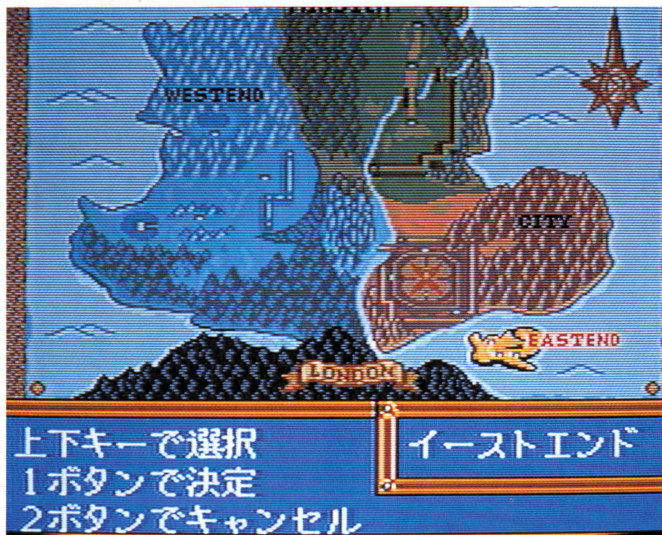 WESTEND
CITY
EASTEND
LONDON
上下キーで選択
イーストエンド
1ボタンで決定
2ボタンでキャンセル